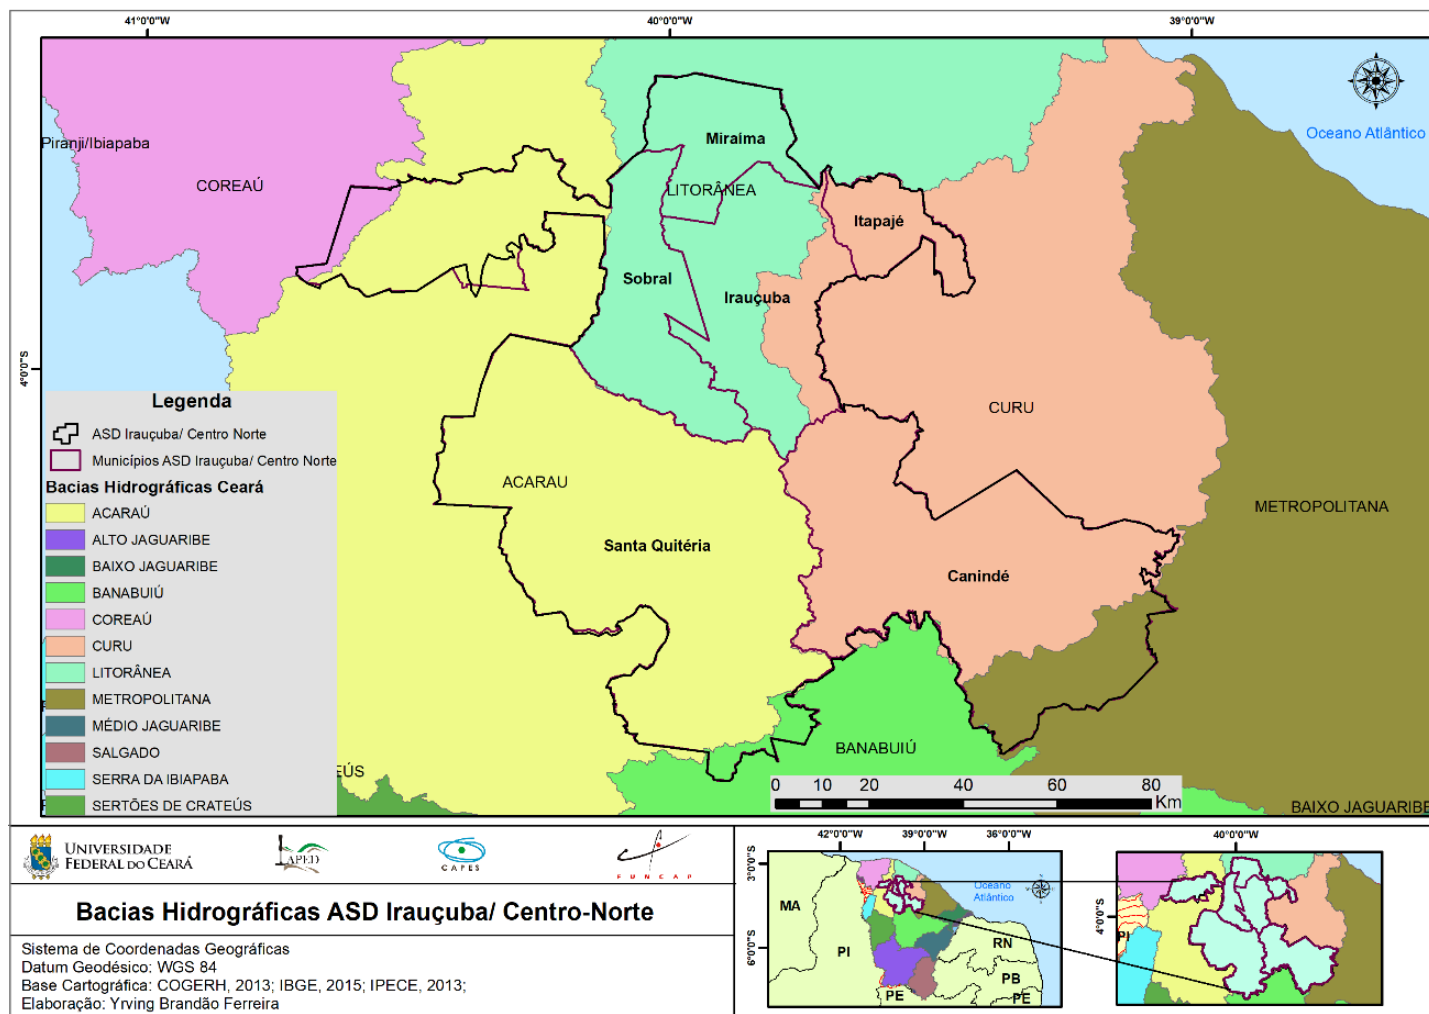 41°0'0"W
40°0'0"W
39°0'0"W
Piranji/Ibiapaba
COREAÚ
Miraíma
LITORÂNEA
Oceano Atlântico
Itapajé
Sobral
Irauçuba
4°0'0"S
CURU
ACARAU
METROPOLITANA
Santa Quitéria
Canindé
BANABUIÚ
EÚS
BAIXO JAGUARIBE
0 10 20 40 60 80
Km
Legenda
ASD Irauçuba/ Centro Norte
Municípios ASD Irauçuba/ Centro Norte
Bacias Hidrográficas Ceará
ACARAÚ
ALTO JAGUARIBE
BAIXO JAGUARIBE
BANABUIÚ
COREAÚ
CURU
LITORÂNEA
METROPOLITANA
MÉDIO JAGUARIBE
SALGADO
SERRA DA IBIAPABA
SERTÕES DE CRATEÚS
UNIVERSIDADE
FEDERAL DO CEARÁ
LAPED
CAPES
FUNCAP
Bacias Hidrográficas ASD Irauçuba/ Centro-Norte
Sistema de Coordenadas Geográficas
Datum Geodésico: WGS 84
Base Cartográfica: COGERH, 2013; IBGE, 2015; IPECE, 2013;
Elaboração: Yrving Brandão Ferreira
42°0'0"W
39°0'0"W
36°0'0"W
3°0'0"S
6°0'0"S
Oceano
Atlântico
MA
PI
RN
PB
PE
PE
40°0'0"W
4°0'0"S
PI